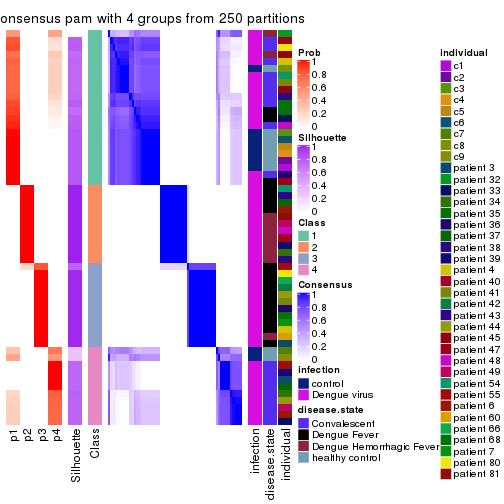 onsensus pam with 4 groups from 250 partitions
p1
p2
p3
p4
Silhouette
Class
infection
disease.state
individual
Prob
1
0.8
0.6
0.4
0.2
0
Silhouette
1
0.8
0.6
0.4
0.2
0
Class
1
2
3
4
Consensus
1
0.8
0.6
0.4
0.2
0
infection
control
Dengue virus
disease.state
Convalescent
Dengue Fever
Dengue Hemorrhagic Fever
healthy control
individual
c1
c2
c3
c4
c5
c6
c7
c8
c9
patient 3
patient 32
patient 33
patient 34
patient 35
patient 36
patient 37
patient 38
patient 39
patient 4
patient 40
patient 41
patient 42
patient 43
patient 44
patient 45
patient 47
patient 48
patient 49
patient 54
patient 55
patient 6
patient 60
patient 66
patient 68
patient 7
patient 80
patient 81